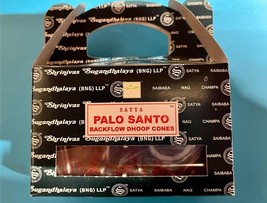 Shrinivas
Sugandhalaya (BNG) LLP
SATYA SAIBABA NAG CHAMPA
SATYA
PALO SANTO
BACKFLOW DHOOP CONES